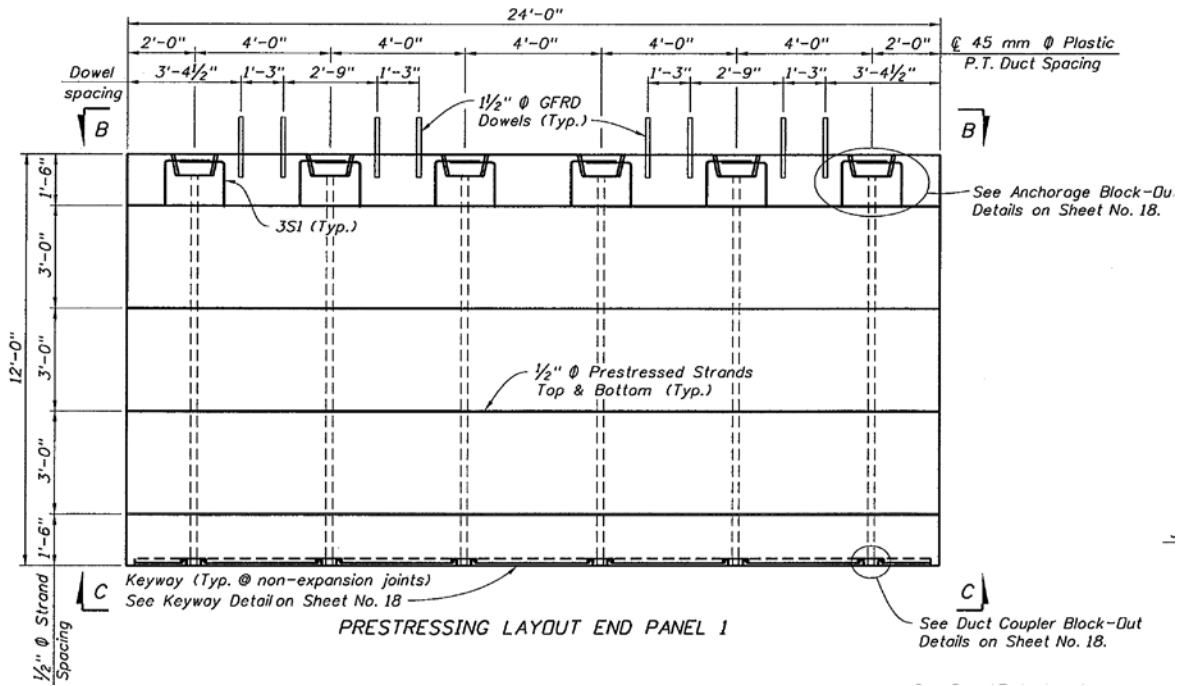 24'-0"
2'-0" 4'-0" 4'-0" 4'-0" 4'-0" 4'-0" 2'-0" ℄ 45 mm Φ Plastic
P.T. Duct Spacing
Dowel
spacing
3'-4½" 1'-3" 2'-9" 1'-3" 1'-3" 2'-9" 1'-3" 3'-4½"
1½" Φ GFRD
Dowels (Typ.)
B B
1'-6"
3S1 (Typ.)
See Anchorage Block-Ou
Details on Sheet No. 18.
3'-0"
3'-0"
12'-0"
½" Φ Prestressed Strands
Top & Bottom (Typ.)
3'-0"
1'-6"
C C
Keyway (Typ. @ non-expansion joints)
See Keyway Detail on Sheet No. 18
½" Φ Strand
Spacing
PRESTRESSING LAYOUT END PANEL 1
See Duct Coupler Block-Out
Details on Sheet No. 18.